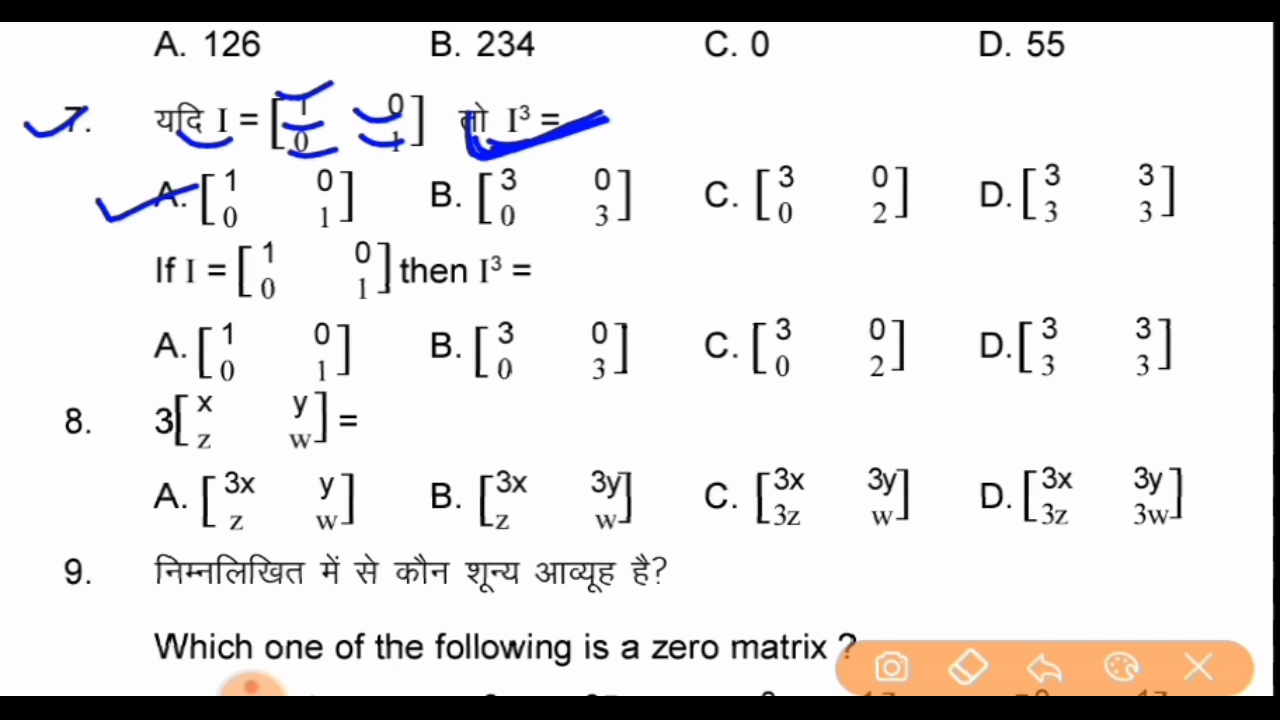 A. 126 B. 234 C. 0 D. 55
7. यदि I = [1 0; 0 1] तो I³ =
A. [1 0; 0 1] B. [3 0; 0 3] C. [3 0; 0 2] D. [3 3; 3 3]
If I = [1 0; 0 1] then I³ =
A. [1 0; 0 1] B. [3 0; 0 3] C. [3 0; 0 2] D. [3 3; 3 3]
8. 3[x y; z w] =
A. [3x y; z w] B. [3x 3y; z w] C. [3x 3y; 3z w] D. [3x 3y; 3z 3w]
9. निम्नलिखित में से कौन शून्य आव्यूह है?
Which one of the following is a zero matrix ?